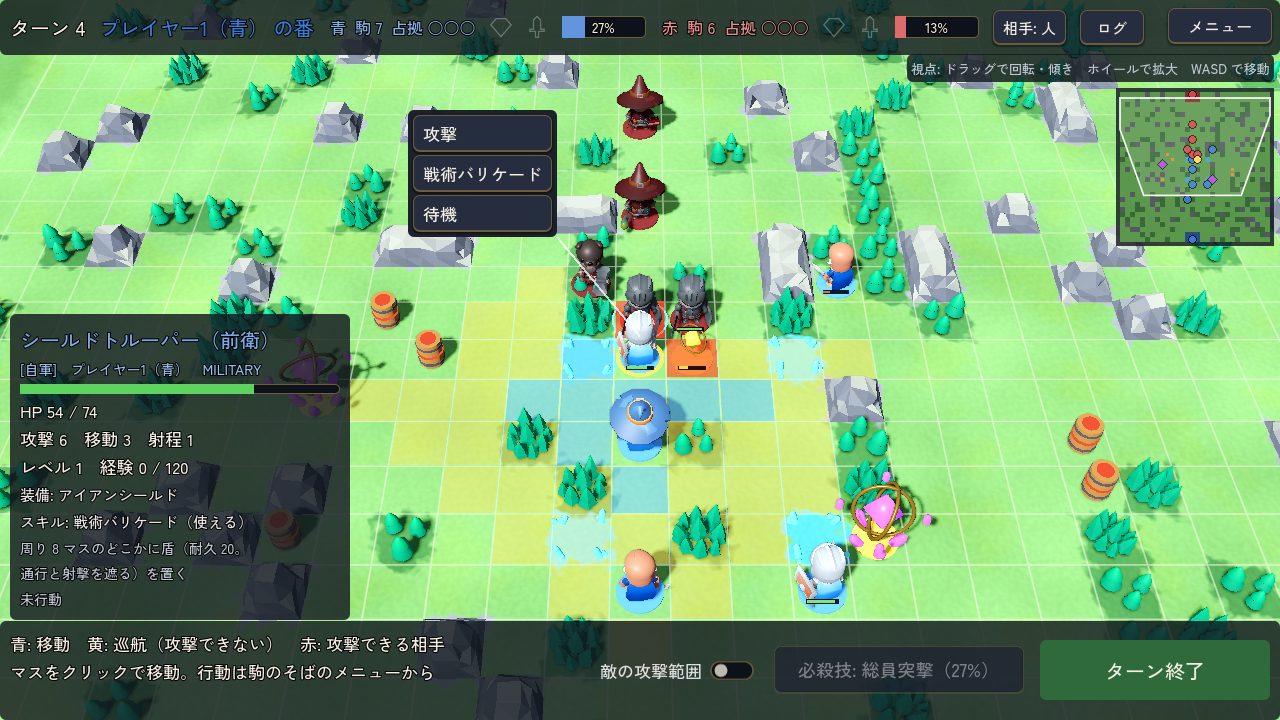 ターン 4 プレイヤー1（青） の番 青 駒 7 占拠 〇〇〇 27% 赤 駒 6 占拠 〇〇〇 13% 相手: 人 ログ メニュー
視点: ドラッグで回転・傾き ホイールで拡大 WASD で移動
攻撃
戦術バリケード
待機
シールドトルーパー（前衛）
[自軍] プレイヤー1（青） MILITARY
HP 54 / 74
攻撃 6 移動 3 射程 1
レベル 1 経験 0 / 120
装備: アイアンシールド
スキル: 戦術バリケード（使える）
周り 8 マスのどこかに盾（耐久 20。
通行と射撃を遮る）を置く
未行動
青: 移動 黄: 巡航（攻撃できない） 赤: 攻撃できる相手
マスをクリックで移動。行動は駒のそばのメニューから
敵の攻撃範囲
必殺技: 総員突撃（27%）
ターン終了